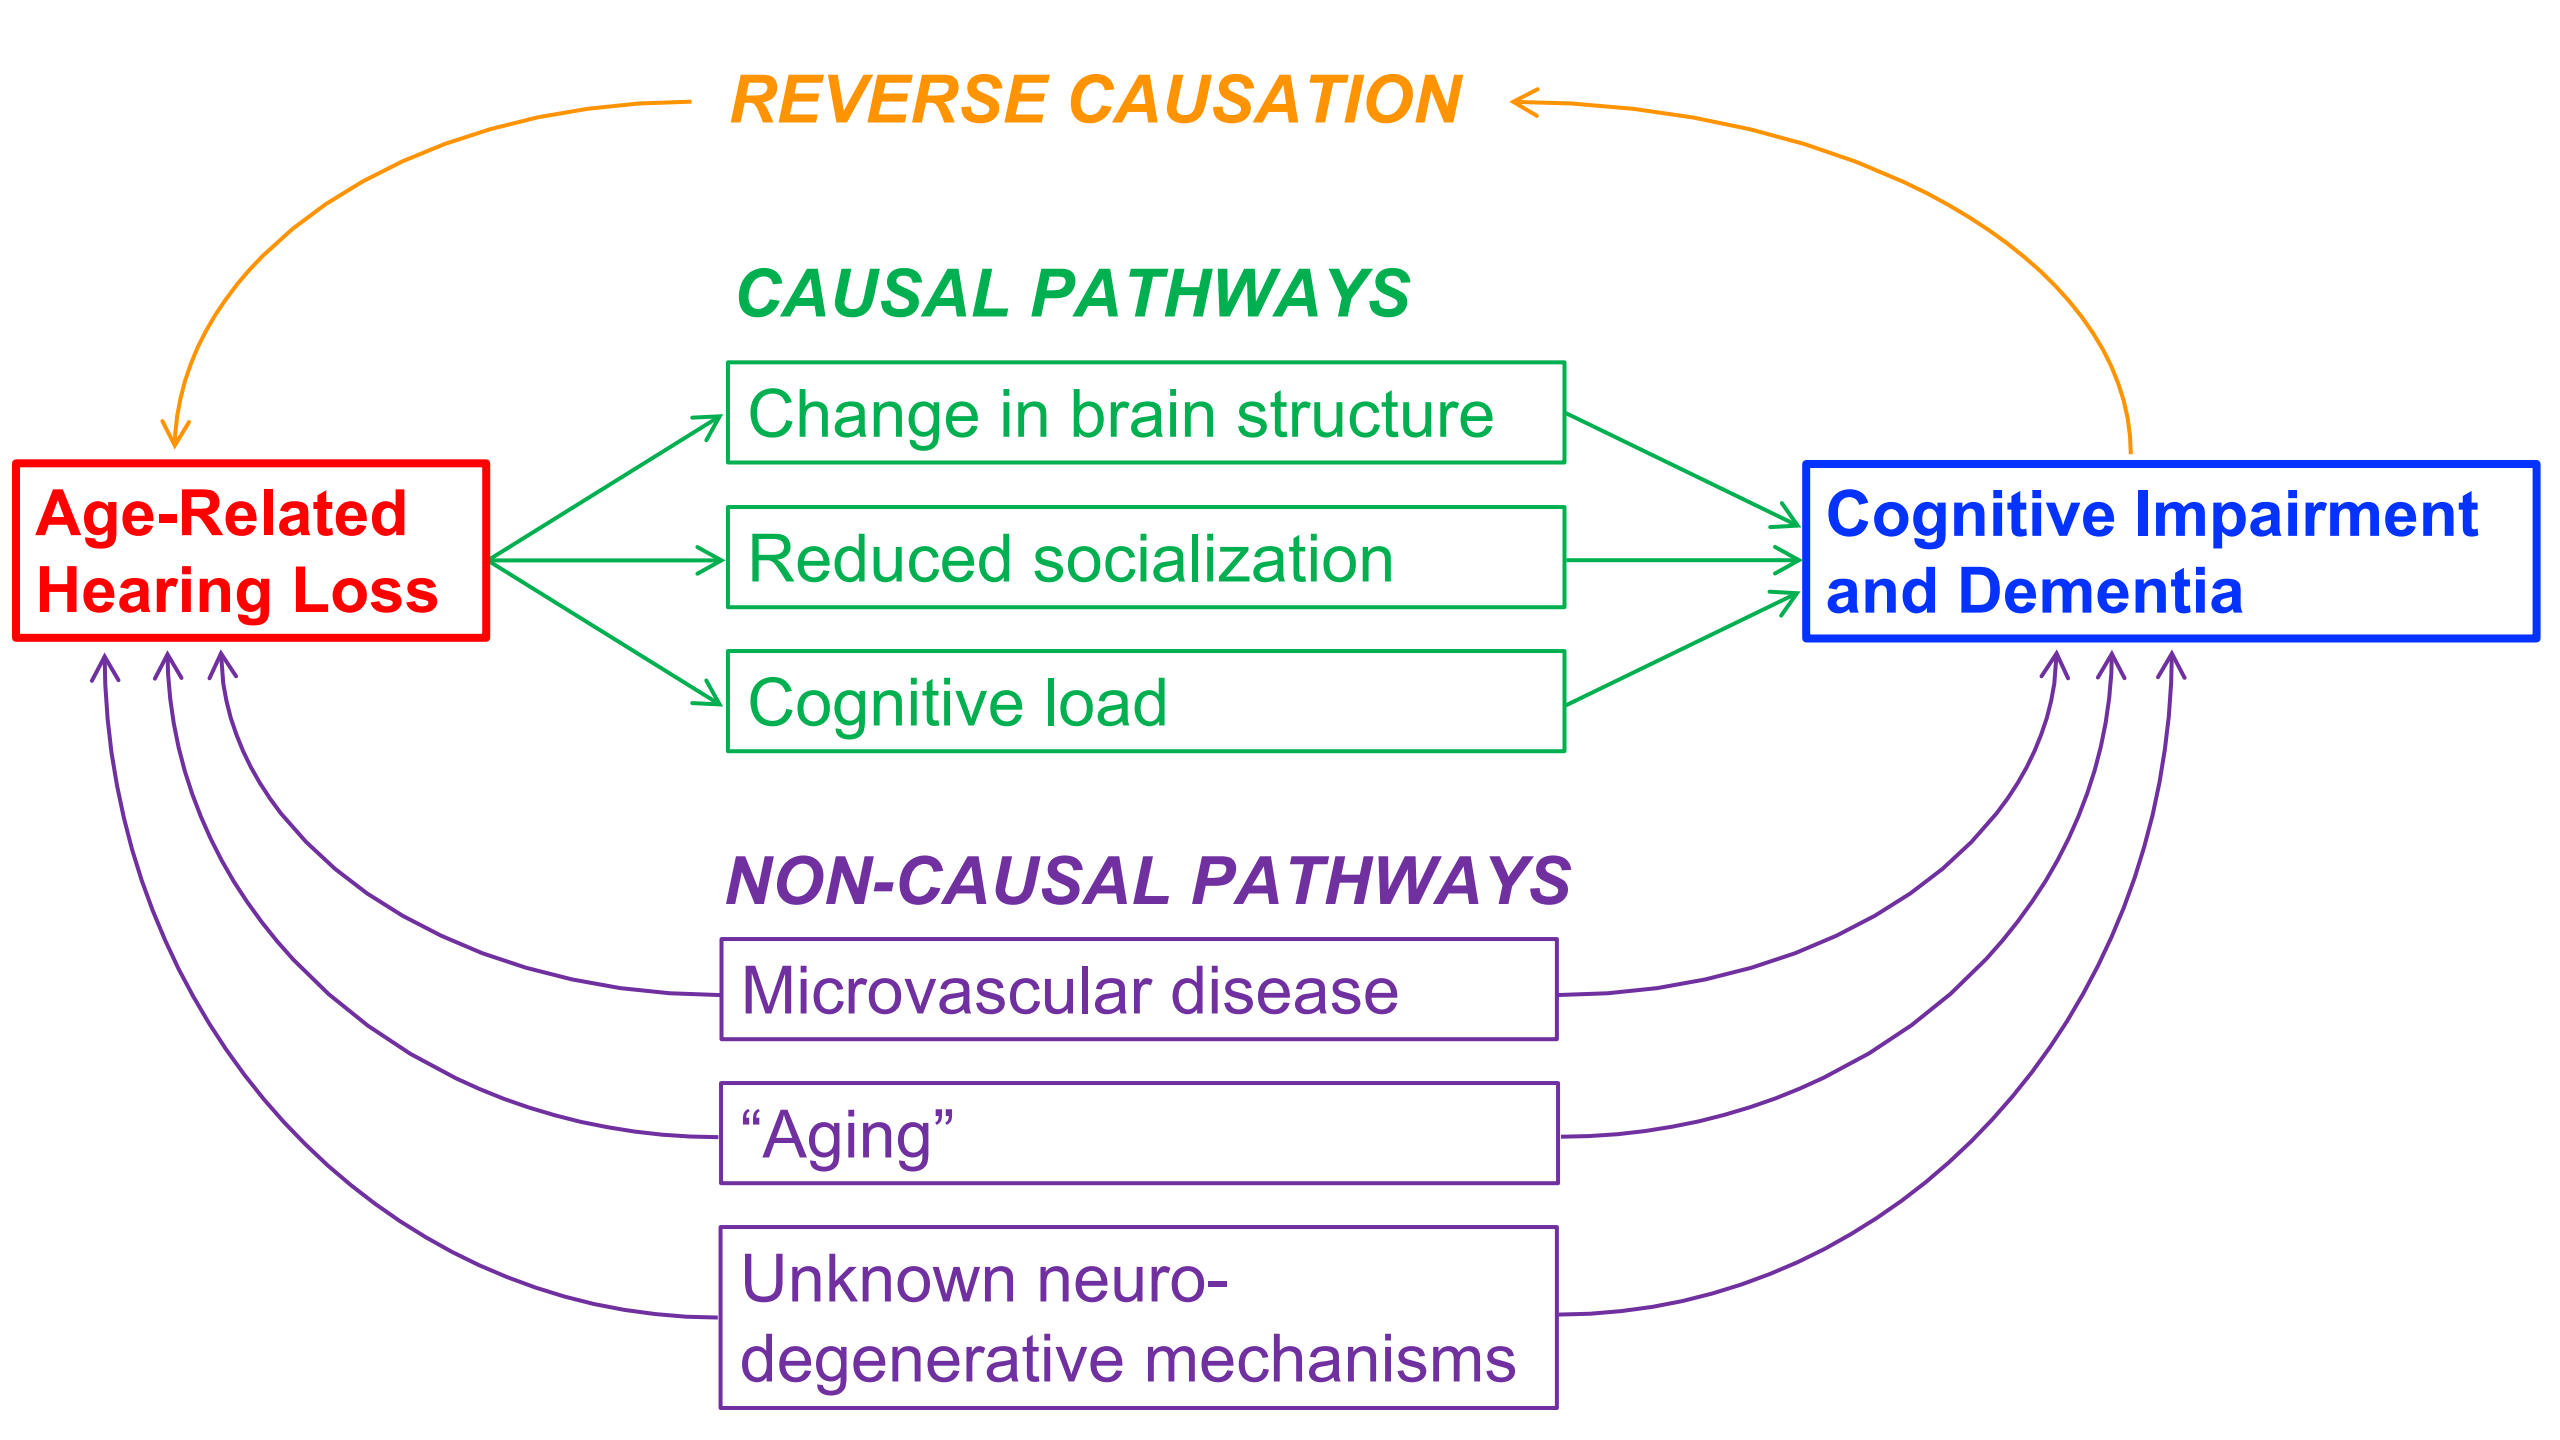 REVERSE CAUSATION
CAUSAL PATHWAYS
Change in brain structure
Age-Related
Hearing Loss
Reduced socialization
Cognitive Impairment
and Dementia
Cognitive load
NON-CAUSAL PATHWAYS
Microvascular disease
“Aging”
Unknown neuro-
degenerative mechanisms